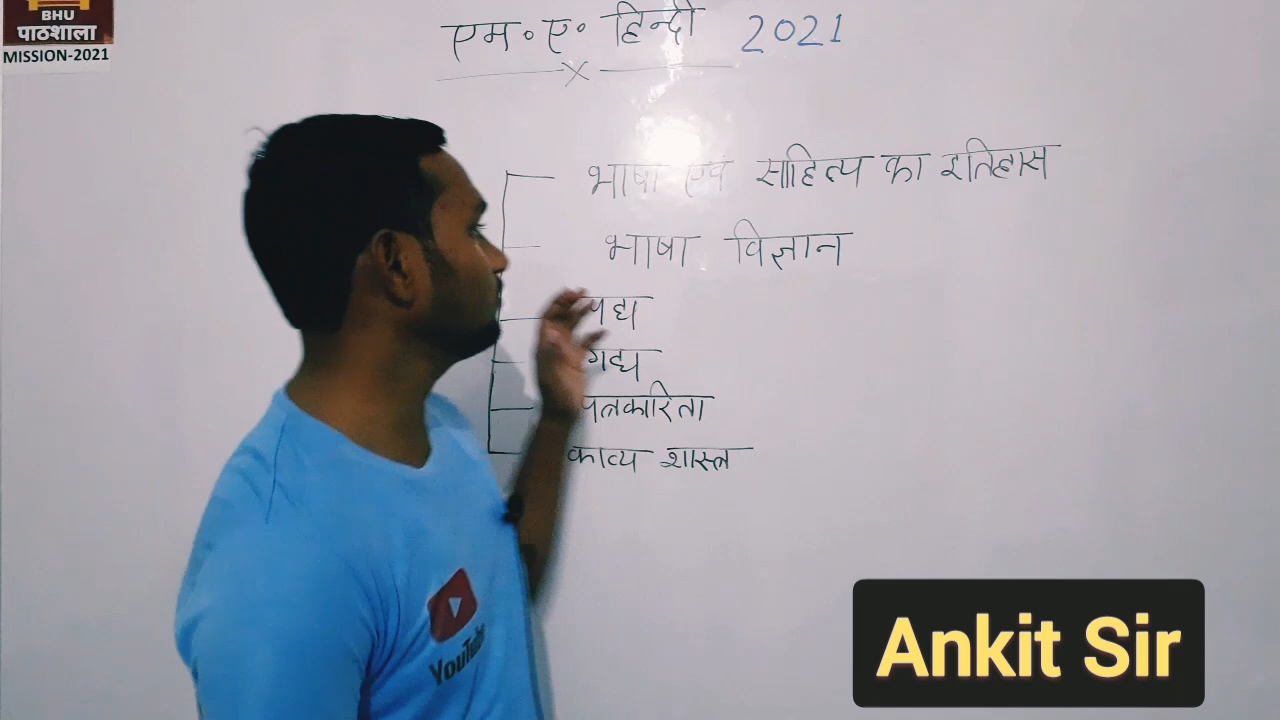 BHU
पाठशाला
MISSION-2021
एम॰ए॰ हिन्दी 2021
भाषा एवं साहित्य का इतिहास
भाषा विज्ञान
पद्य
गद्य
पत्रकारिता
काव्य शास्त्र
YouTube
Ankit Sir